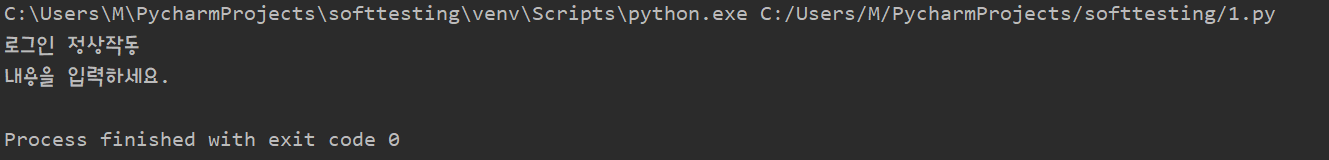 C:\Users\M\PycharmProjects\softtesting\venv\Scripts\python.exe C:/Users/M/PycharmProjects/softtesting/1.py
로그인 정상작동
내용을 입력하세요.
Process finished with exit code 0